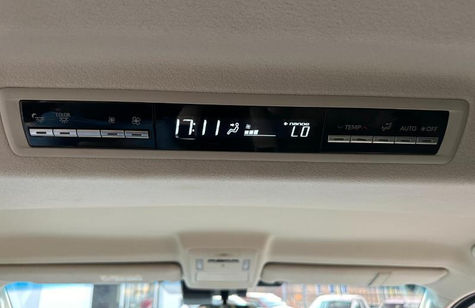 COLOR
17:11
nanoe
LO
TEMP
AUTO
OFF